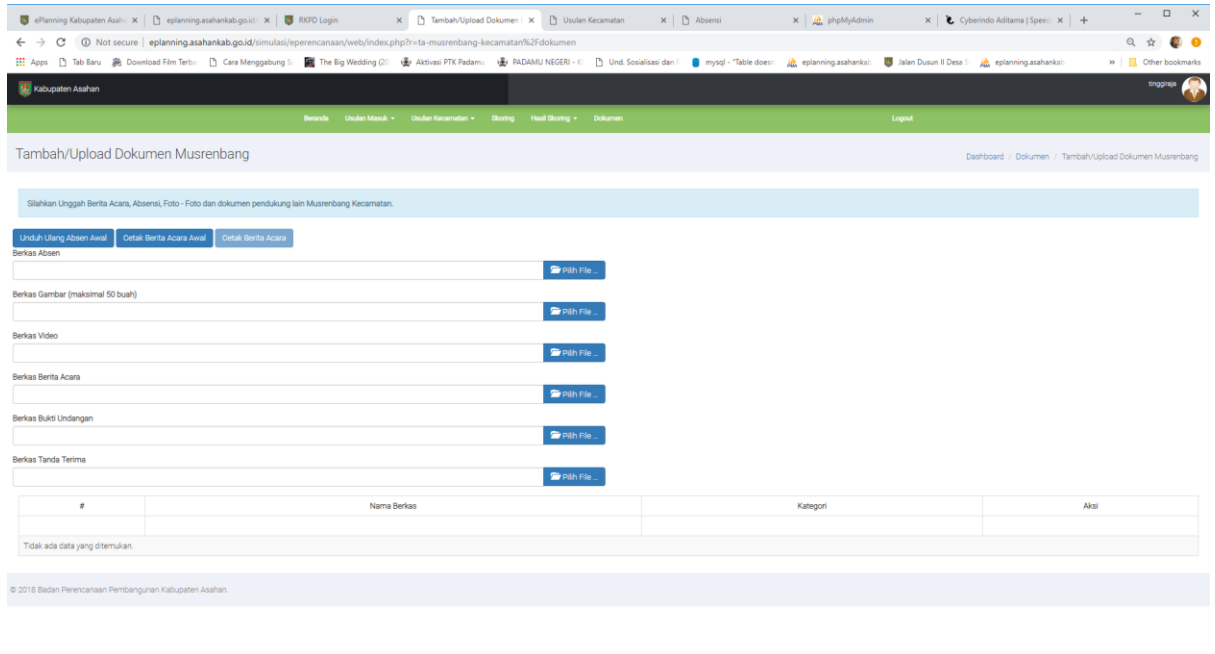 ePlanning Kabupaten Asah
eplanning.asahankab.go.id/
RKPD Login
Tambah/Upload Dokumen
Usulan Kecamatan
Absensi
phpMyAdmin
Cyberindo Aditama | Speed
Not secure | eplanning.asahankab.go.id/simulasi/eperencanaan/web/index.php?r=ta-musrenbang-kecamatan%2Fdokumen
Apps Tab Baru Download Film Terba Cara Menggabung S The Big Wedding (20 Aktivasi PTK Padamu PADAMU NEGERI - Und. Sosialisasi dan mysql - "Table doesn eplanning.asahankab Jalan Dusun II Desa eplanning.asahankab » Other bookmarks
Kabupaten Asahan
tinggiraja
Beranda Usulan Masuk Usulan Kecamatan Skoring Hasil Skoring Dokumen Logout
Tambah/Upload Dokumen Musrenbang
Dashboard / Dokumen / Tambah/Upload Dokumen Musrenbang
Silahkan Unggah Berita Acara, Absensi, Foto - Foto dan dokumen pendukung lain Musrenbang Kecamatan.
Unduh Ulang Absen Awal Cetak Berita Acara Awal Cetak Berita Acara
Berkas Absen
Pilih File ...
Berkas Gambar (maksimal 50 buah)
Pilih File ...
Berkas Video
Pilih File ...
Berkas Berita Acara
Pilih File ...
Berkas Bukti Undangan
Pilih File ...
Berkas Tanda Terima
Pilih File ...
# Nama Berkas Kategori Aksi
Tidak ada data yang ditemukan.
© 2018 Badan Perencanaan Pembangunan Kabupaten Asahan.